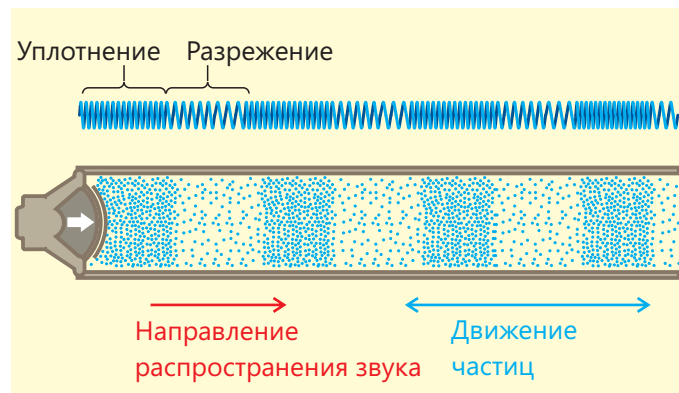 Уплотнение Разрежение
Направление
распространения звука
Движение
частиц